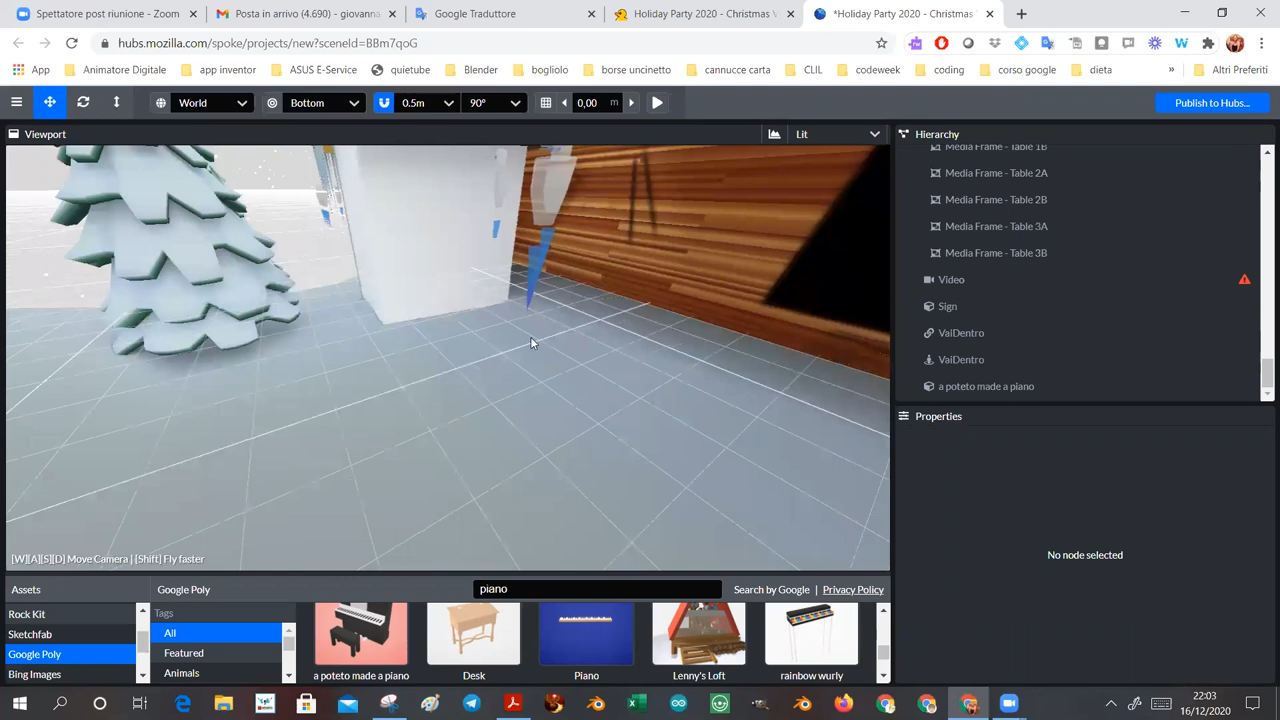 Spettatore post riunione - Zoom
Posta in arrivo (4.690) - giovanna
Google Traduttore
Holiday Party 2020 - Christmas V
*Holiday Party 2020 - Christmas
hubs.mozilla.com/spoke/projects/new?sceneId=BBm7qoG
App
Animatore Digitale
app inventor
ASUS E-Service
quietube
Blender
bogliolo
borse uncinetto
cannucce carta
CLIL
codeweek
coding
corso google
dieta
»
Altri Preferiti
World
Bottom
0.5m
90°
0,00 m
Publish to Hubs...
Viewport
Lit
Hierarchy
Media Frame - Table 1B
Media Frame - Table 2A
Media Frame - Table 2B
Media Frame - Table 3A
Media Frame - Table 3B
Video
Sign
VaiDentro
VaiDentro
a poteto made a piano
Properties
No node selected
[W][A][S][D] Move Camera | [Shift] Fly faster
Assets
Google Poly
piano
Search by Google | Privacy Policy
Rock Kit
Sketchfab
Google Poly
Bing Images
Tags
All
Featured
Animals
a poteto made a piano
Desk
Piano
Lenny's Loft
rainbow wurly
22:03
16/12/2020